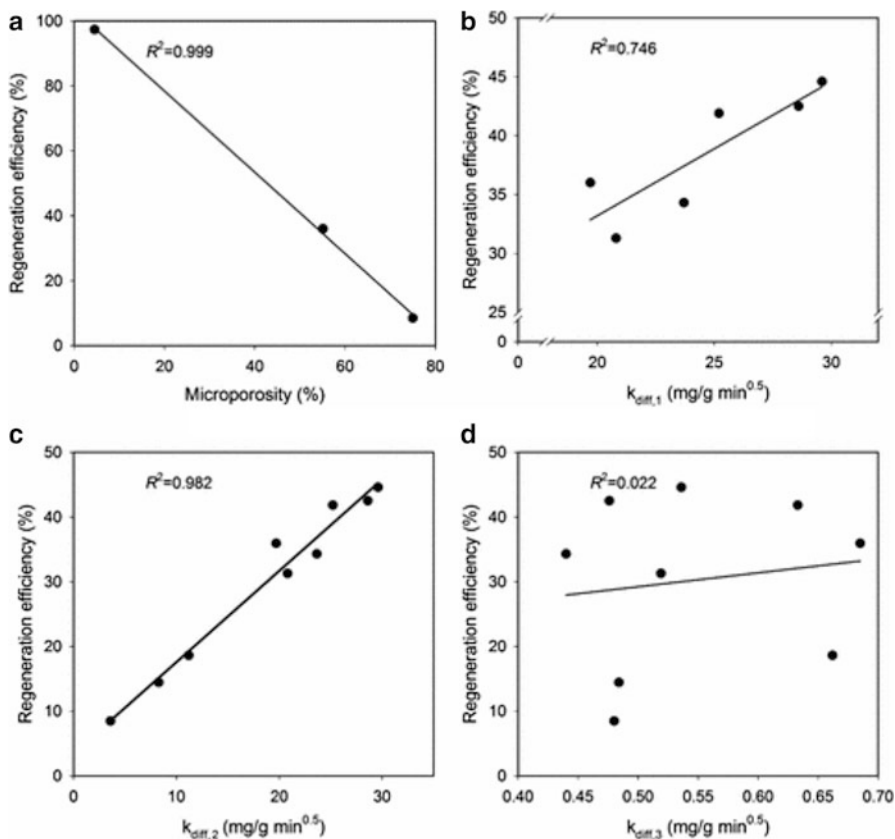 a
R²=0.999
Regeneration efficiency (%)
100
80
60
40
20
0
0 20 40 60 80
Microporosity (%)
b
R²=0.746
Regeneration efficiency (%)
50
45
40
35
30
25
0
0 20 25 30
k_diff,1 (mg/g min^0.5)
c
R²=0.982
Regeneration efficiency (%)
50
40
30
20
10
0
0 10 20 30
k_diff,2 (mg/g min^0.5)
d
R²=0.022
Regeneration efficiency (%)
50
40
30
20
10
0
0.40 0.45 0.50 0.55 0.60 0.65 0.70
k_diff,3 (mg/g min^0.5)